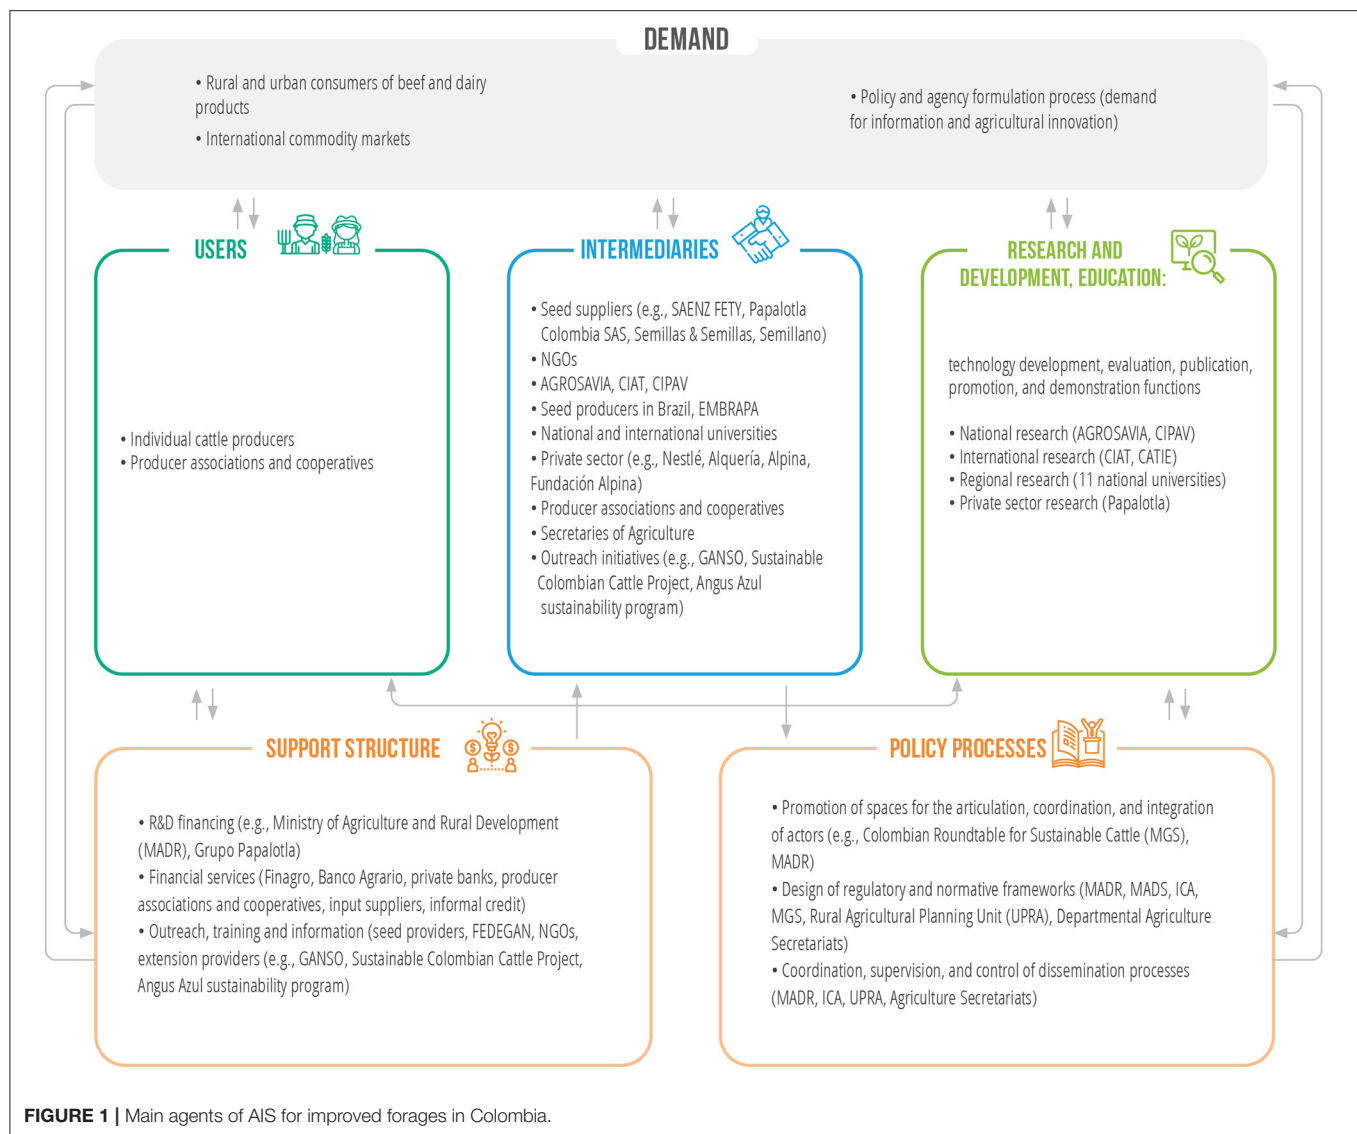 DEMAND
• Rural and urban consumers of beef and dairy
products
• International commodity markets
• Policy and agency formulation process (demand
for information and agricultural innovation)
USERS
• Individual cattle producers
• Producer associations and cooperatives
INTERMEDIARIES
• Seed suppliers (e.g., SAENZ FETY, Papalotla
Colombia SAS, Semillas & Semillas, Semillano)
• NGOs
• AGROSAVIA, CIAT, CIPAV
• Seed producers in Brazil, EMBRAPA
• National and international universities
• Private sector (e.g., Nestlé, Alquería, Alpina,
Fundación Alpina)
• Producer associations and cooperatives
• Secretaries of Agriculture
• Outreach initiatives (e.g., GANSO, Sustainable
Colombian Cattle Project, Angus Azul
sustainability program)
RESEARCH AND
DEVELOPMENT, EDUCATION:
technology development, evaluation, publication,
promotion, and demonstration functions
• National research (AGROSAVIA, CIPAV)
• International research (CIAT, CATIE)
• Regional research (11 national universities)
• Private sector research (Papalotla)
SUPPORT STRUCTURE
• R&D financing (e.g., Ministry of Agriculture and Rural Development
(MADR), Grupo Papalotla)
• Financial services (Finagro, Banco Agrario, private banks, producer
associations and cooperatives, input suppliers, informal credit)
• Outreach, training and information (seed providers, FEDEGAN, NGOs,
extension providers (e.g., GANSO, Sustainable Colombian Cattle Project,
Angus Azul sustainability program)
POLICY PROCESSES
• Promotion of spaces for the articulation, coordination, and integration
of actors (e.g., Colombian Roundtable for Sustainable Cattle (MGS),
MADR)
• Design of regulatory and normative frameworks (MADR, MADS, ICA,
MGS, Rural Agricultural Planning Unit (UPRA), Departmental Agriculture
Secretariats)
• Coordination, supervision, and control of dissemination processes
(MADR, ICA, UPRA, Agriculture Secretariats)
FIGURE 1 | Main agents of AIS for improved forages in Colombia.